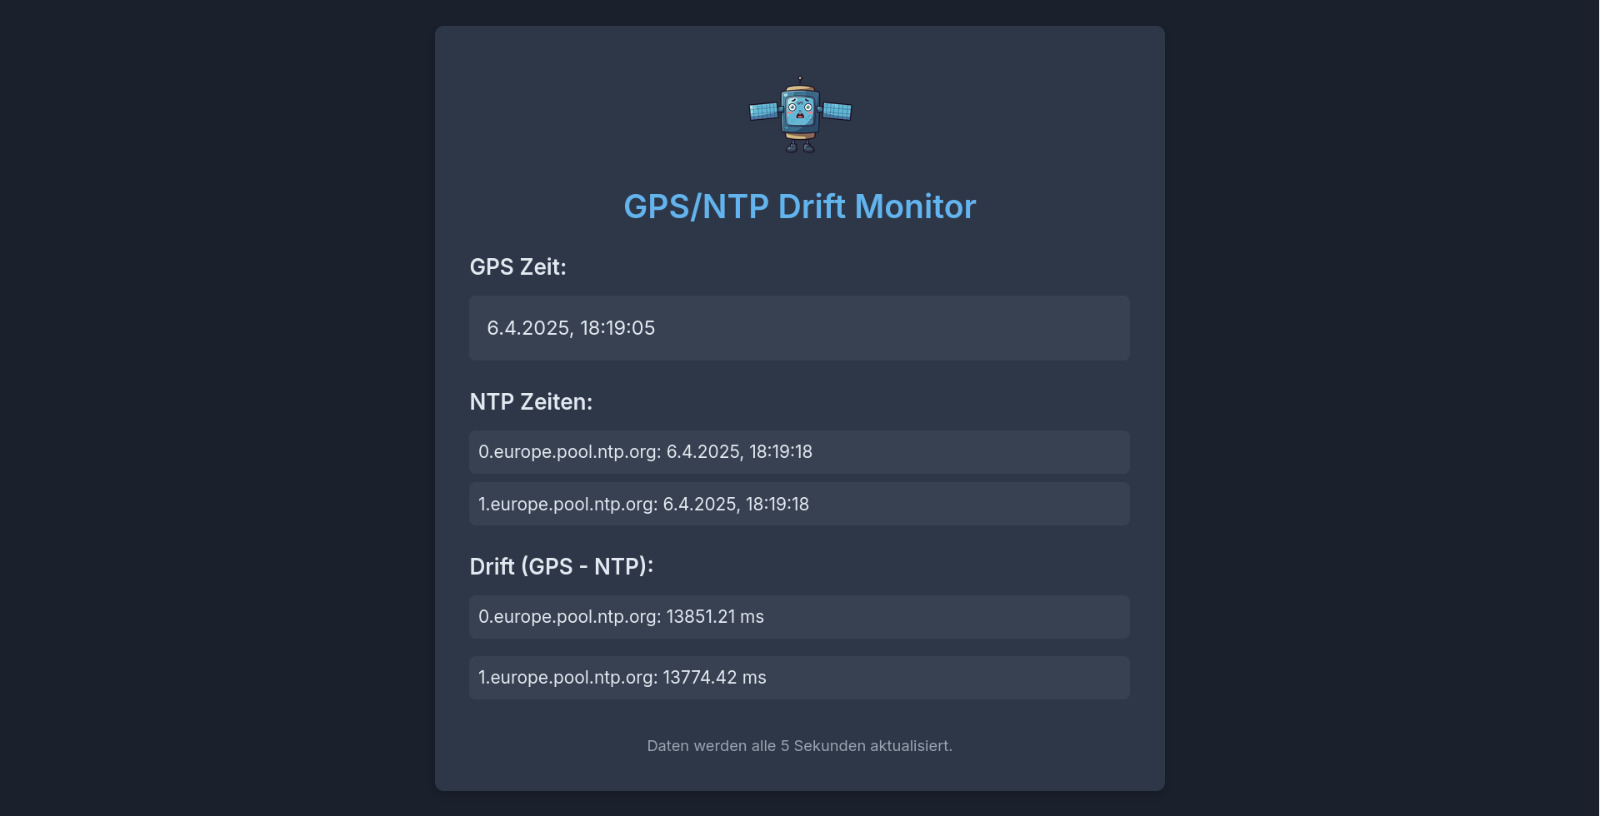 GPS/NTP Drift Monitor
GPS Zeit:
6.4.2025, 18:19:05
NTP Zeiten:
0.europe.pool.ntp.org: 6.4.2025, 18:19:18
1.europe.pool.ntp.org: 6.4.2025, 18:19:18
Drift (GPS - NTP):
0.europe.pool.ntp.org: 13851.21 ms
1.europe.pool.ntp.org: 13774.42 ms
Daten werden alle 5 Sekunden aktualisiert.